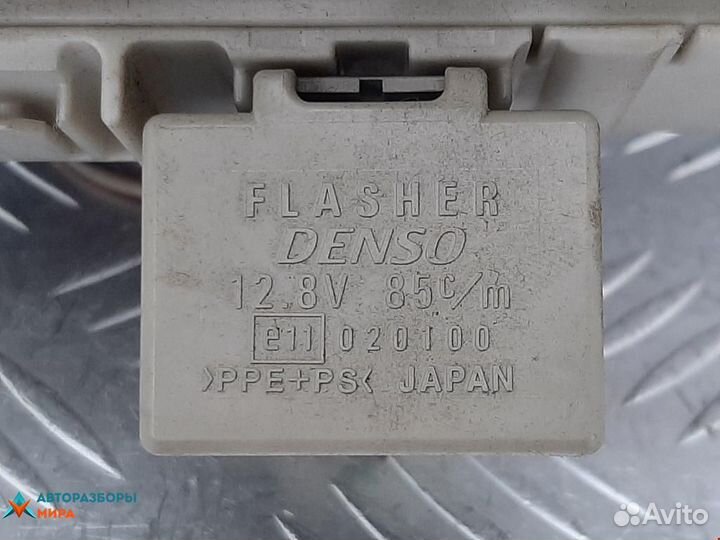 FLASHER
DENSO
12.8V 85c/m
e11 020100
>PPE+PS< JAPAN
АВТОРАЗБОРЫ
МИРА
Avito